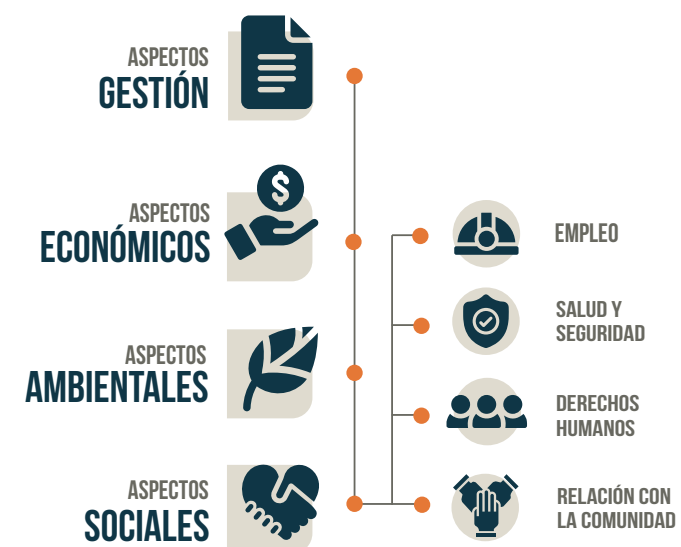 ASPECTOS
GESTIÓN
ASPECTOS
ECONÓMICOS
ASPECTOS
AMBIENTALES
ASPECTOS
SOCIALES
$
EMPLEO
SALUD Y
SEGURIDAD
DERECHOS
HUMANOS
RELACIÓN CON
LA COMUNIDAD